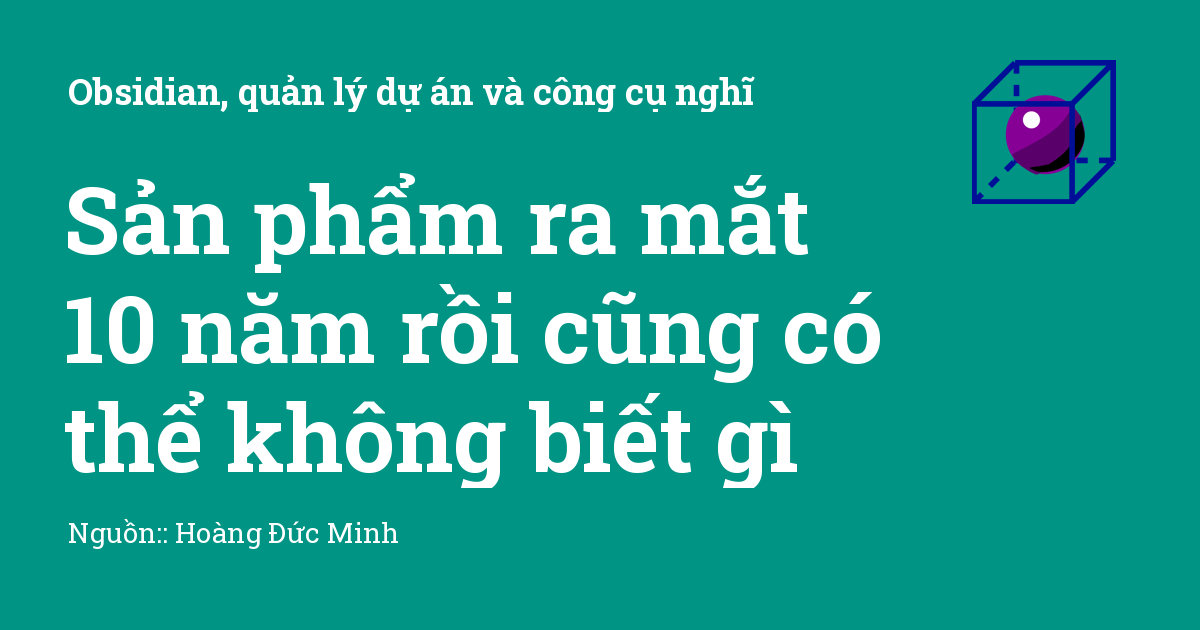 Obsidian, quản lý dự án và công cụ nghĩ
Sản phẩm ra mắt
10 năm rồi cũng có
thể không biết gì
Nguồn:: Hoàng Đức Minh